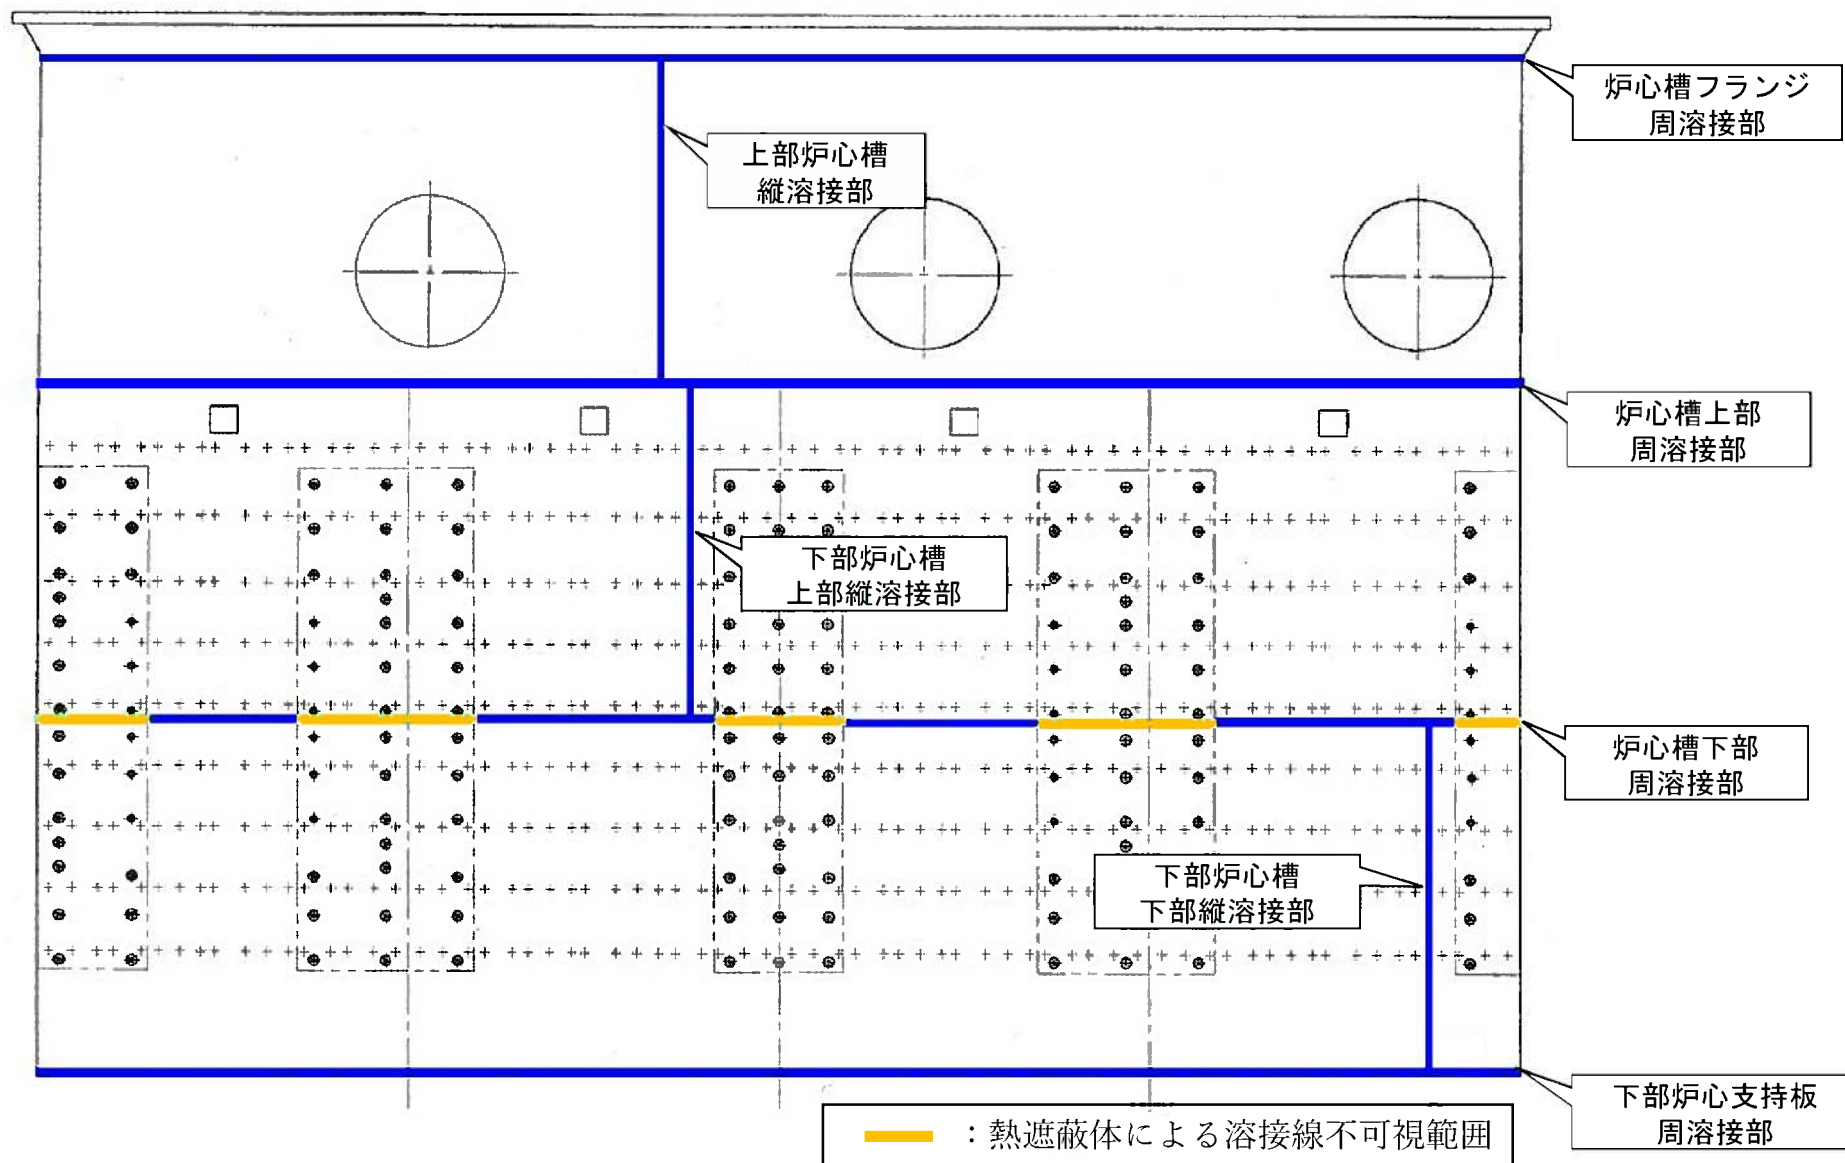 炉心槽フランジ
周溶接部
上部炉心槽
縦溶接部
炉心槽上部
周溶接部
下部炉心槽
上部縦溶接部
炉心槽下部
周溶接部
下部炉心槽
下部縦溶接部
下部炉心支持板
周溶接部
：熱遮蔽体による溶接線不可視範囲